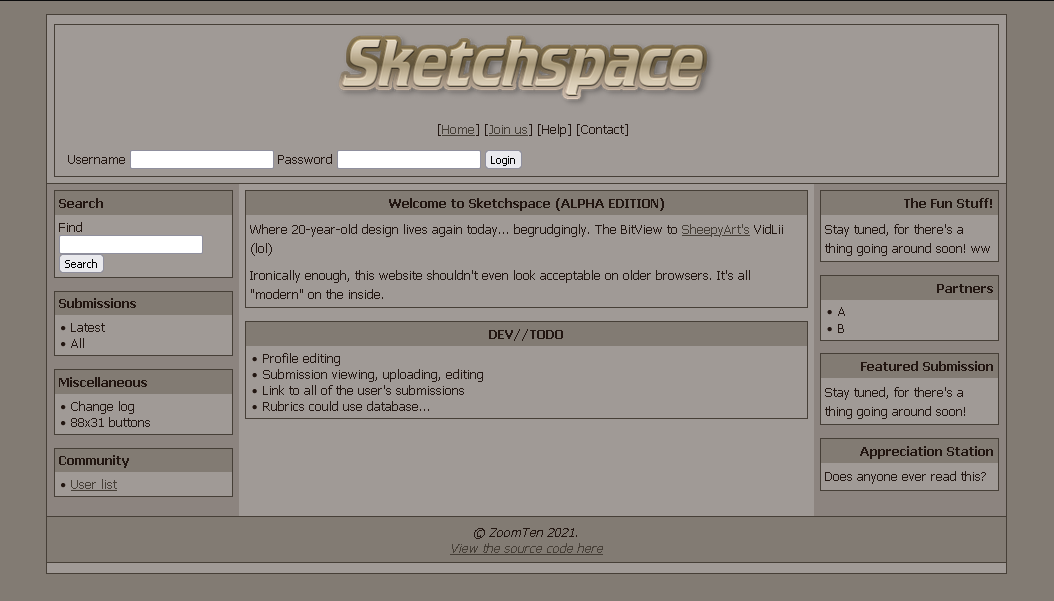 Sketchspace
[Home] [Join us] [Help] [Contact]
Username Password Login
Search
Find
Search
Submissions
• Latest
• All
Miscellaneous
• Change log
• 88x31 buttons
Community
• User list
Welcome to Sketchspace (ALPHA EDITION)
Where 20-year-old design lives again today... begrudgingly. The BitView to SheepyArt's VidLii
(lol)
Ironically enough, this website shouldn't even look acceptable on older browsers. It's all
"modern" on the inside.
DEV//TODO
• Profile editing
• Submission viewing, uploading, editing
• Link to all of the user's submissions
• Rubrics could use database...
The Fun Stuff!
Stay tuned, for there's a
thing going around soon! ww
Partners
• A
• B
Featured Submission
Stay tuned, for there's a
thing going around soon!
Appreciation Station
Does anyone ever read this?
© ZoomTen 2021.
View the source code here